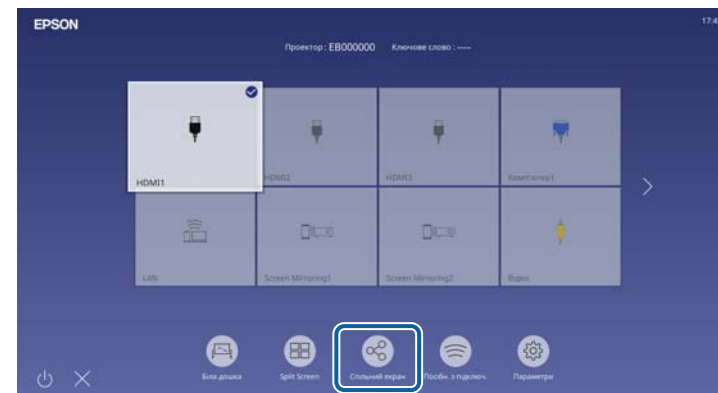 EPSON
17:4
Проектор : EB000000 Ключове слово : ----
HDMI1
HDMI2
HDMI3
Комп'ютер1
LAN
Screen Mirroring1
Screen Mirroring2
Відео
Біла дошка
Split Screen
Спільний екран
Посібн. з підключ.
Параметри